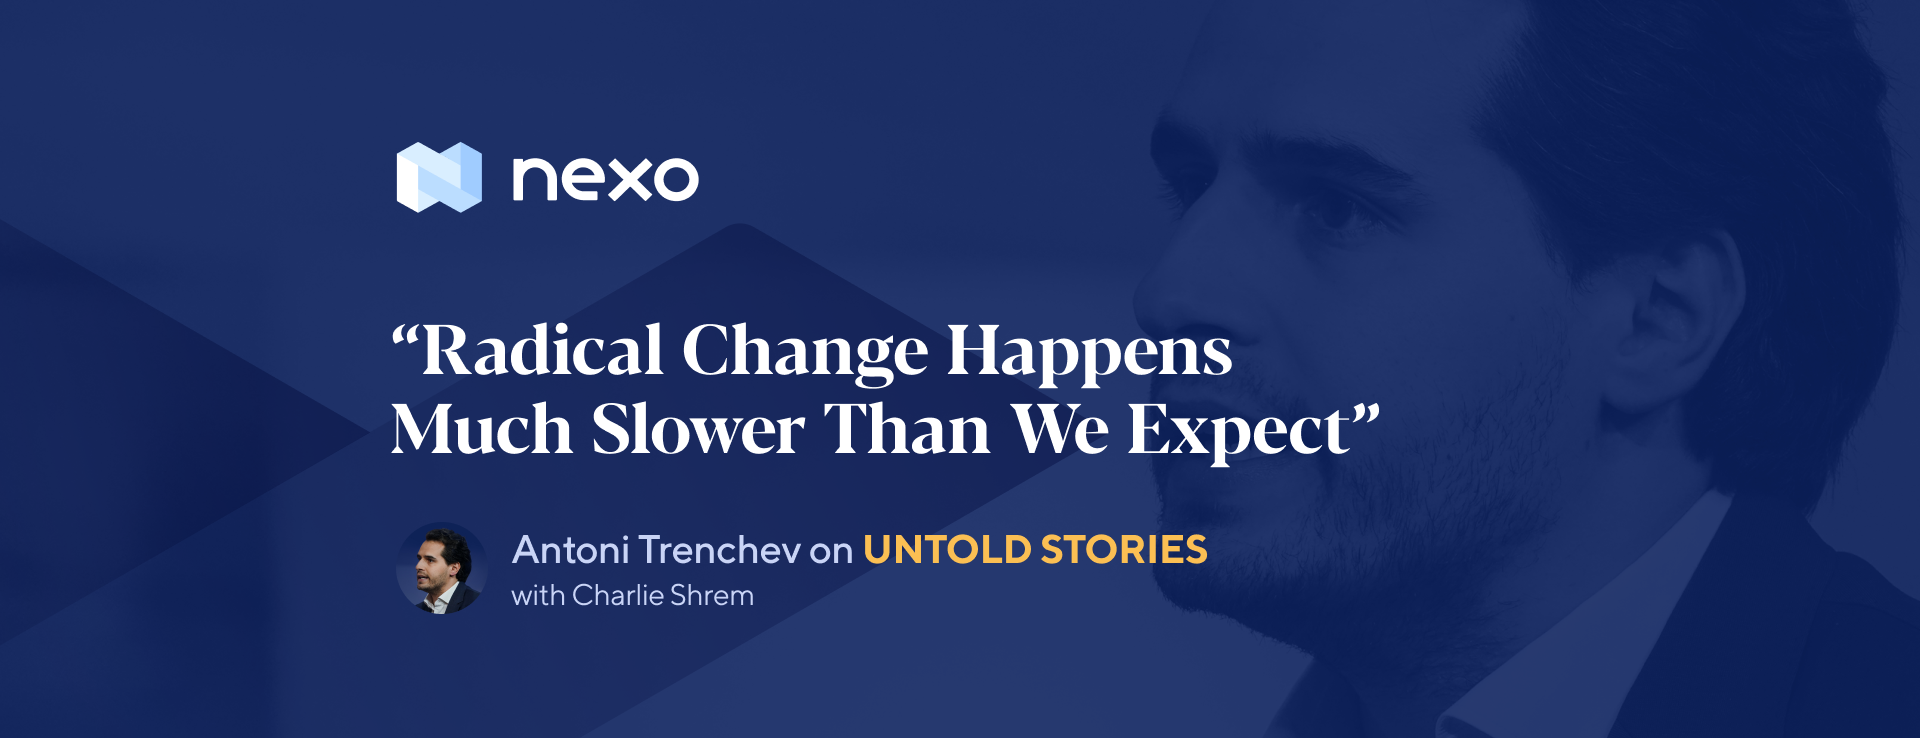 nexo
“Radical Change Happens
Much Slower Than We Expect”
Antoni Trenchev on UNTOLD STORIES
with Charlie Shrem